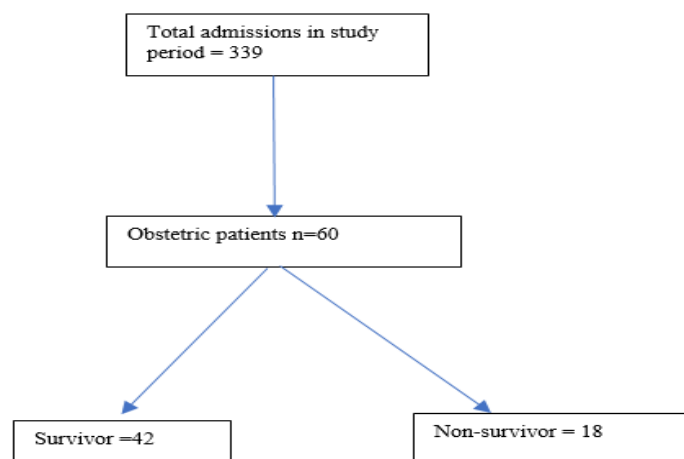 Total admissions in study
period = 339
Obstetric patients n=60
Survivor =42
Non-survivor = 18